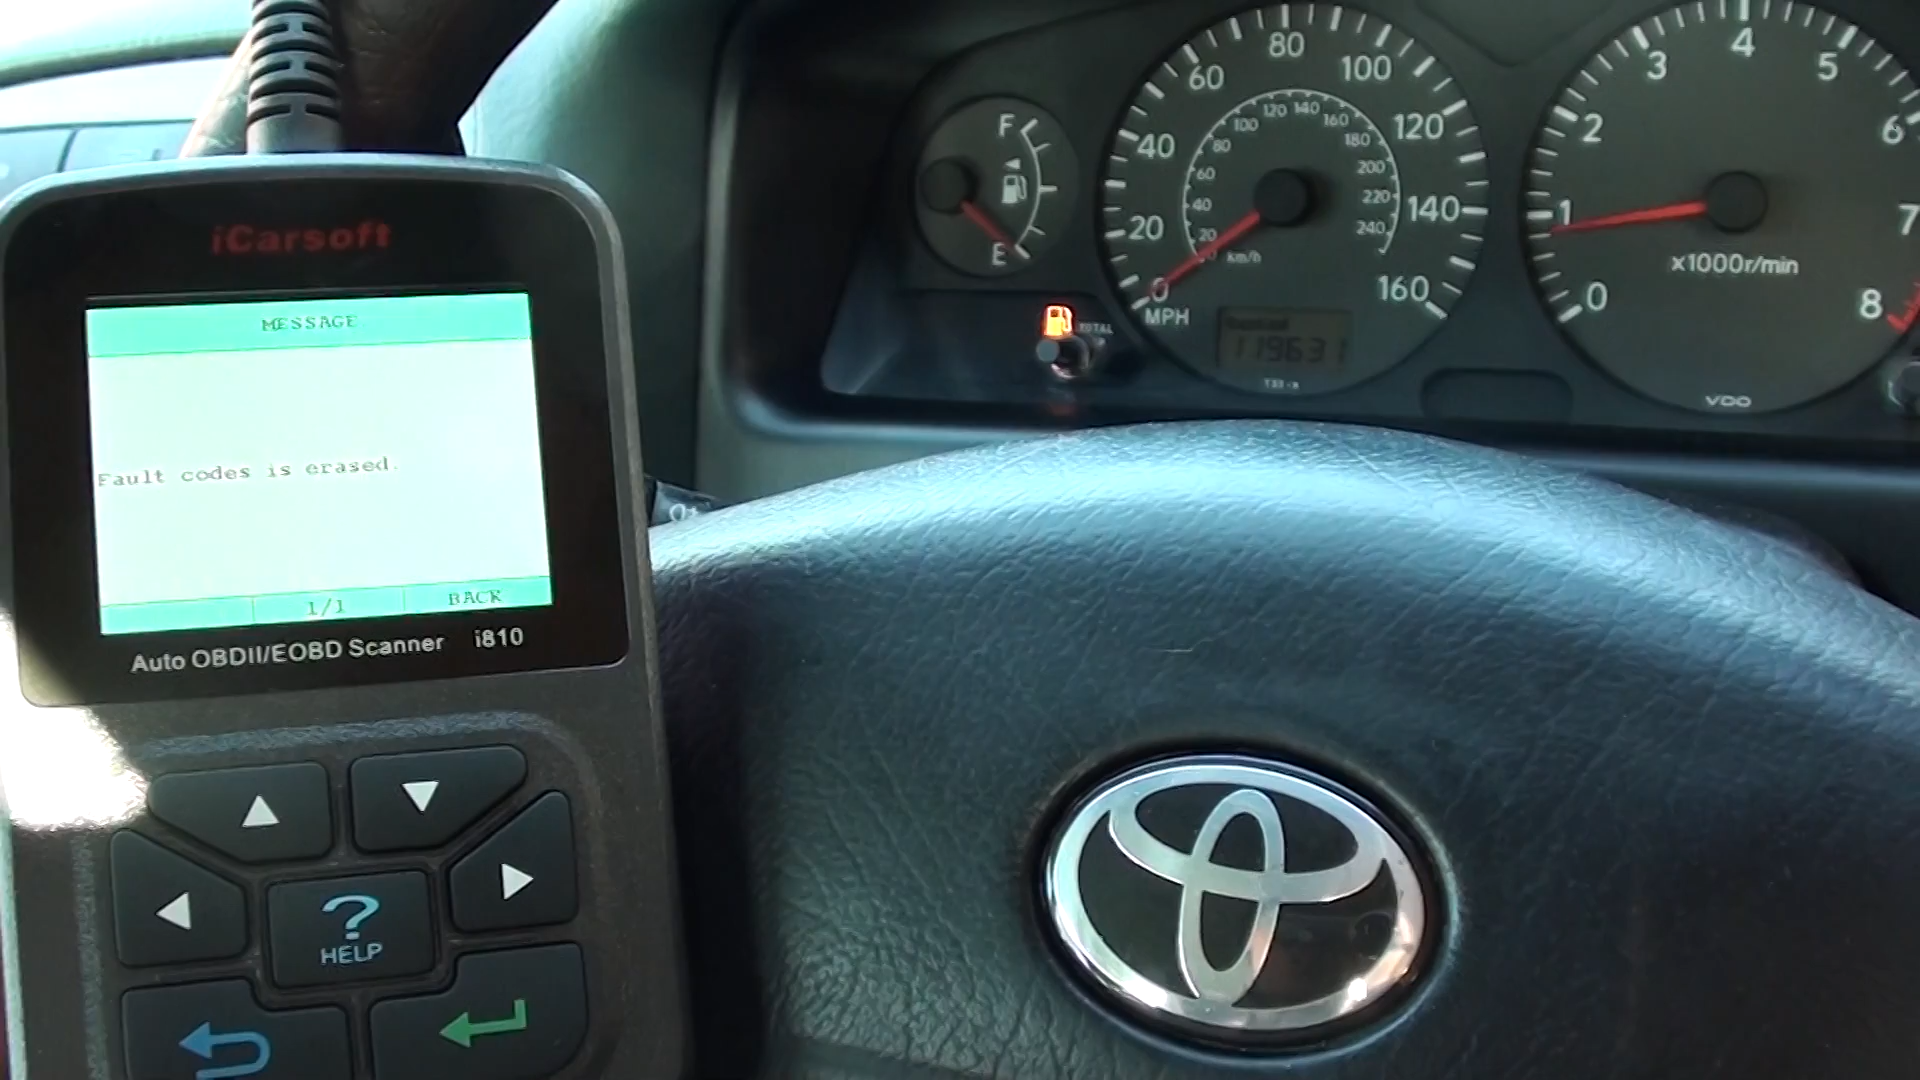 iCarsoft
MESSAGE
Fault codes is erased.
1/1
BACK
Auto OBDII/EOBD Scanner i810
? HELP
F
E
TOTAL
0 20 40 60 80 100 120 140 160
MPH
20 40 60 80 100 120 140 160 180 200 220 240
km/h
119631
0 1 2 3 4 5 6 7 8
x1000r/min
VDO